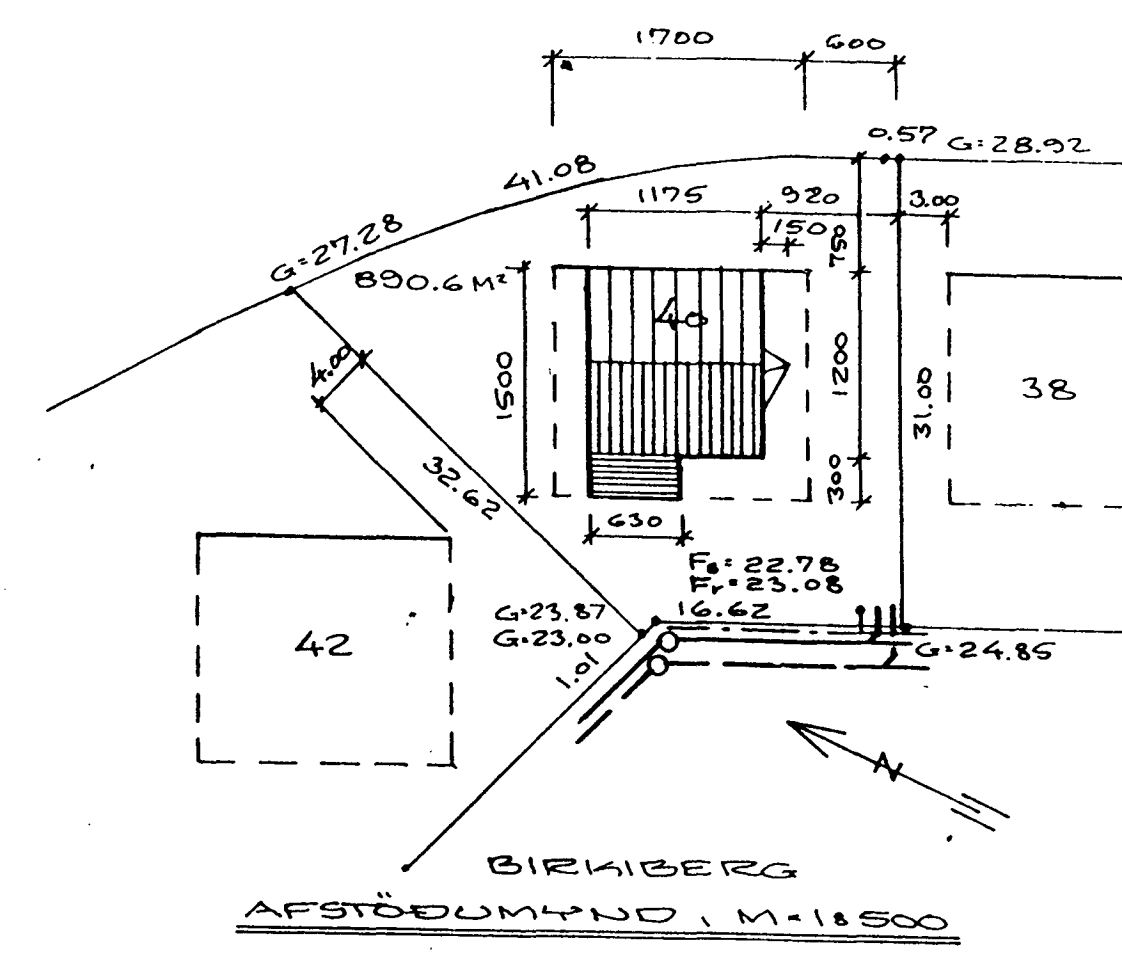 1700
600
0.57
G=28.92
41.08
1175
920
3.00
150
750
G=27.28
890.6 M²
40
4.00
1500
1200
31.00
38
32.62
300
630
Fs=22.78
Fr=23.08
16.62
G=23.87
G=23.00
42
1.01
G=24.85
N
BIRKIBERG
AFSTÖÐUMYND, M=1:500